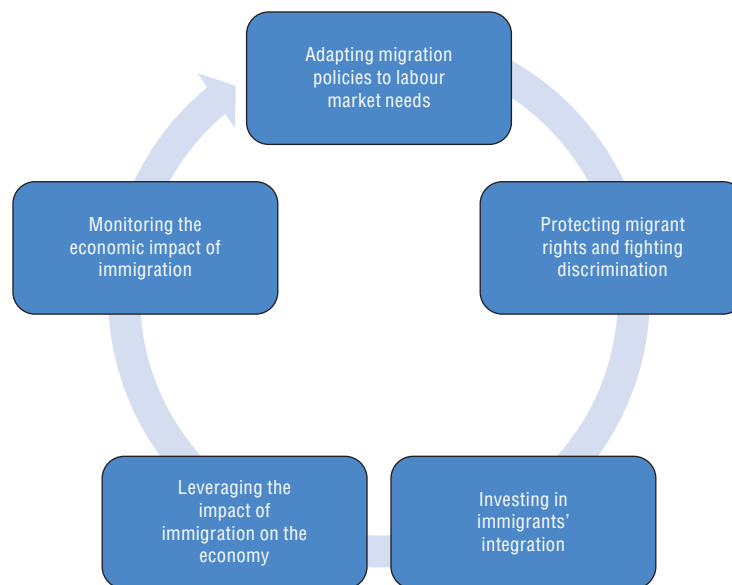 Adapting migration
policies to labour
market needs
Protecting migrant
rights and fighting
discrimination
Investing in
immigrants’
integration
Leveraging the
impact of
immigration on the
economy
Monitoring the
economic impact of
immigration